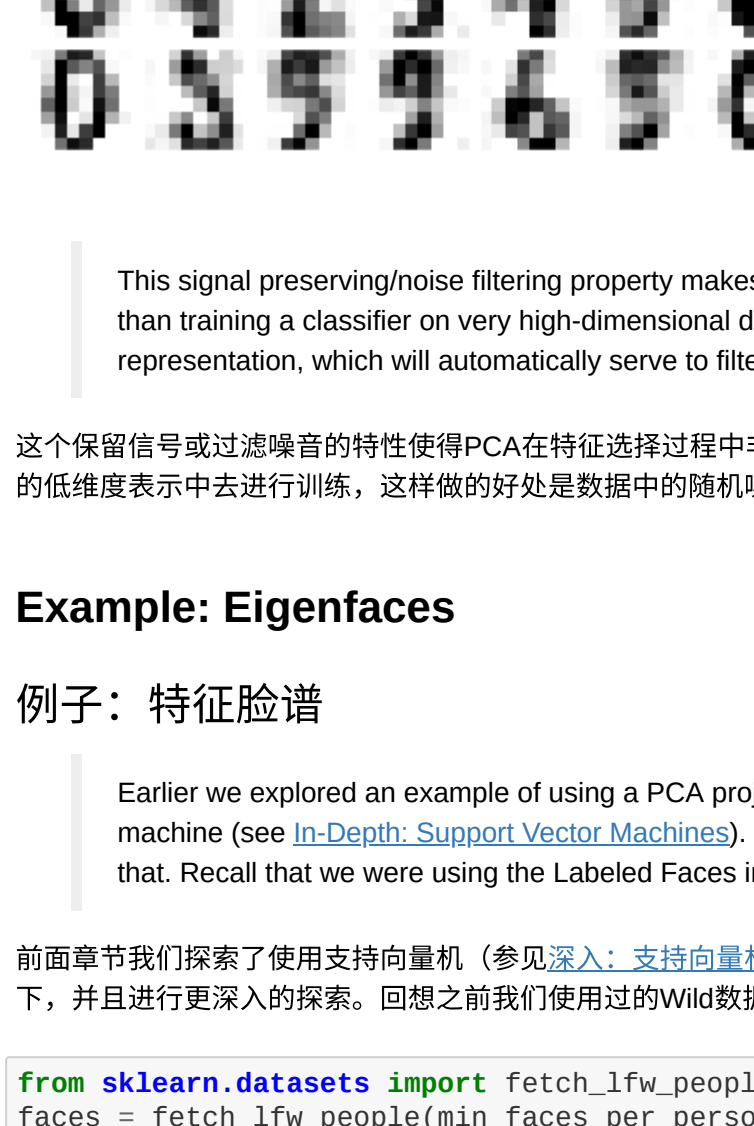 This signal preserving/noise filtering property makes
than training a classifier on very high-dimensional
representation, which will automatically serve to
这个保留信号或过滤噪音的特性使得PCA在特征选择过程中
的低维度表示中去进行训练，这样做的好处是数据中的随机
Example: Eigenfaces
例子：特征脸谱
Earlier we explored an example of using a PCA
machine (see In-Depth: Support Vector Machines).
that. Recall that we were using the Labeled Faces
前面章节我们探索了使用支持向量机（参见深入：支持向量机
下，并且进行更深入的探索。回想之前我们使用过的Wild数据
from sklearn.datasets import fetch_lfw_people
faces = fetch_lfw_people(min_faces_per_person